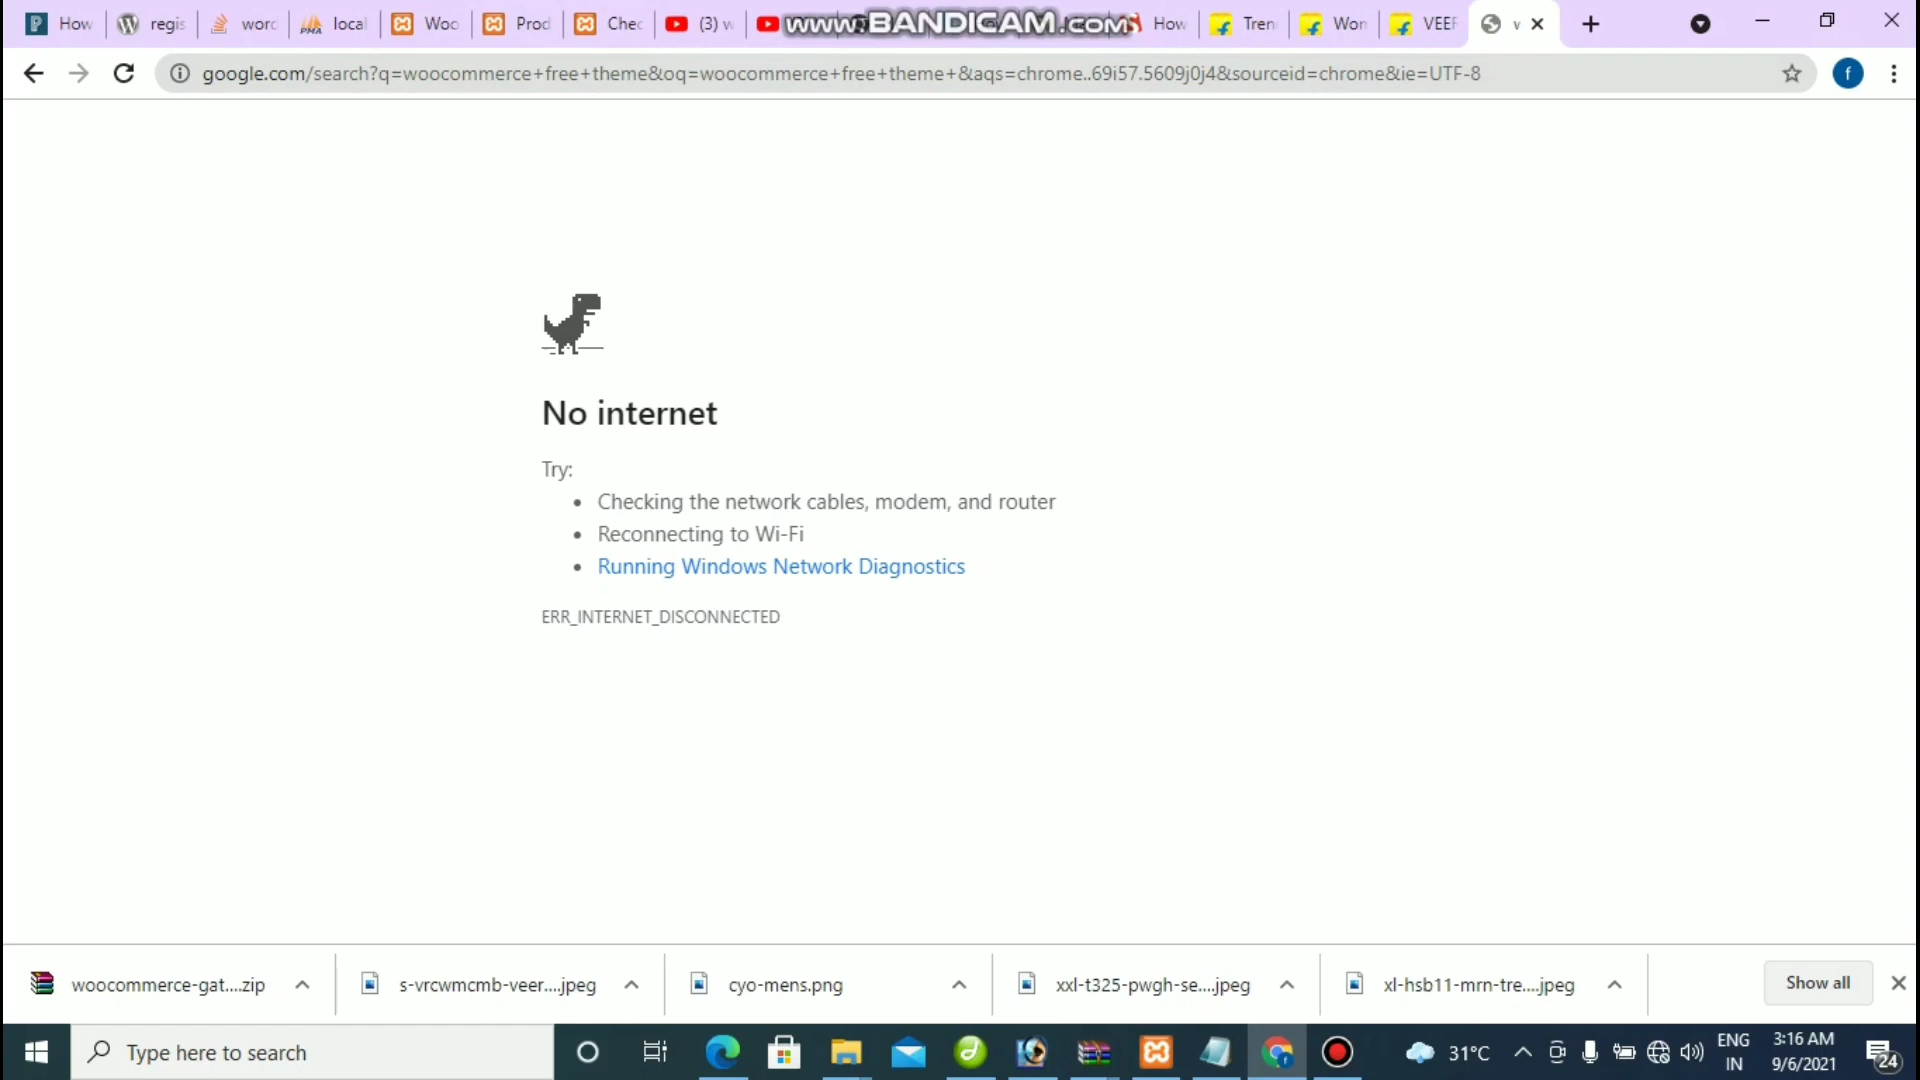 How
regis
word
local
Woo
Prod
Chec
(3) w
www.BANDICAM.com
How
Tren
Won
VEEF
google.com/search?q=woocommerce+free+theme&oq=woocommerce+free+theme+&aqs=chrome..69i57.5609j0j4&sourceid=chrome&ie=UTF-8
f
No internet
Try:
Checking the network cables, modem, and router
Reconnecting to Wi-Fi
Running Windows Network Diagnostics
ERR_INTERNET_DISCONNECTED
woocommerce-gat....zip
s-vrcwmcmb-veer....jpeg
cyo-mens.png
xxl-t325-pwgh-se....jpeg
xl-hsb11-mrn-tre....jpeg
Show all
Type here to search
31°C
ENG
IN
3:16 AM
9/6/2021
24